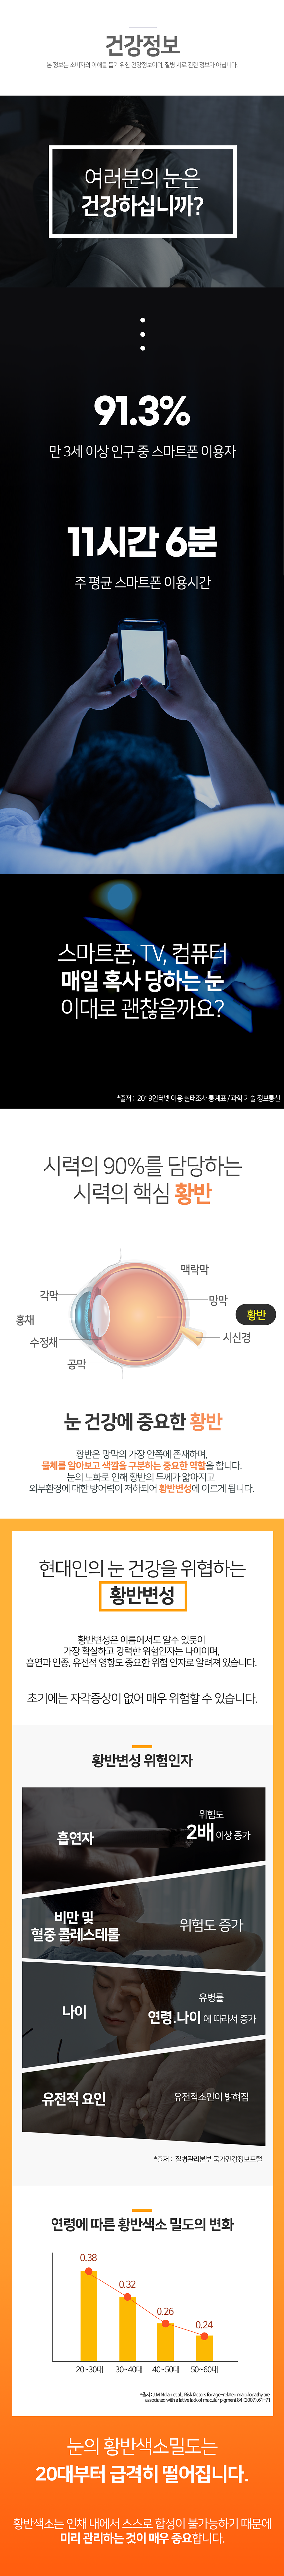 건강정보
본 정보는 소비자의 이해를 돕기 위한 건강정보이며, 질병 치료 관련 정보가 아닙니다.
여러분의 눈은
건강하십니까?
91.3%
만 3세 이상 인구 중 스마트폰 이용자
11시간 6분
주 평균 스마트폰 이용시간
스마트폰, TV, 컴퓨터
매일 혹사 당하는 눈
이대로 괜찮을까요?
*출처 : 2019인터넷 이용 실태조사 통계표 / 과학 기술 정보통신
시력의 90%를 담당하는
시력의 핵심 황반
맥락막
각막
망막
홍채
황반
수정체
시신경
공막
눈 건강에 중요한 황반
황반은 망막의 가장 안쪽에 존재하며,
물체를 알아보고 색깔을 구분하는 중요한 역할을 합니다.
눈의 노화로 인해 황반의 두께가 얇아지고
외부환경에 대한 방어력이 저하되어 황반변성에 이르게 됩니다.
현대인의 눈 건강을 위협하는
황반변성
황반변성은 이름에서도 알수 있듯이
가장 확실하고 강력한 위험인자는 나이이며,
흡연과 인종, 유전적 영향도 중요한 위험 인자로 알려져 있습니다.
초기에는 자각증상이 없어 매우 위험할 수 있습니다.
황반변성 위험인자
흡연자
위험도
2배 이상 증가
비만 및
혈중 콜레스테롤
위험도 증가
나이
유병률
연령.나이 에 따라서 증가
유전적 요인
유전적소인이 밝혀짐
*출처 : 질병관리본부 국가건강정보포털
연령에 따른 황반색소 밀도의 변화
0.38
0.32
0.26
0.24
20~30대 30~40대 40~50대 50~60대
*출처 : J.M.Nolan et al., Risk factors for age-related maculopathy are
associated with a lative lack of macular pigment 84 (2007), 61-71
눈의 황반색소밀도는
20대부터 급격히 떨어집니다.
황반색소는 인체 내에서 스스로 합성이 불가능하기 때문에
미리 관리하는 것이 매우 중요합니다.